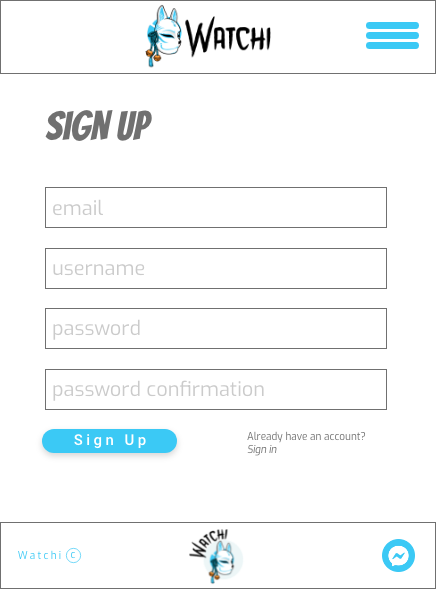 WATCHI
SIGN UP
email
username
password
password confirmation
Sign Up
Already have an account?
Sign in
Watchi ©
WATCHI